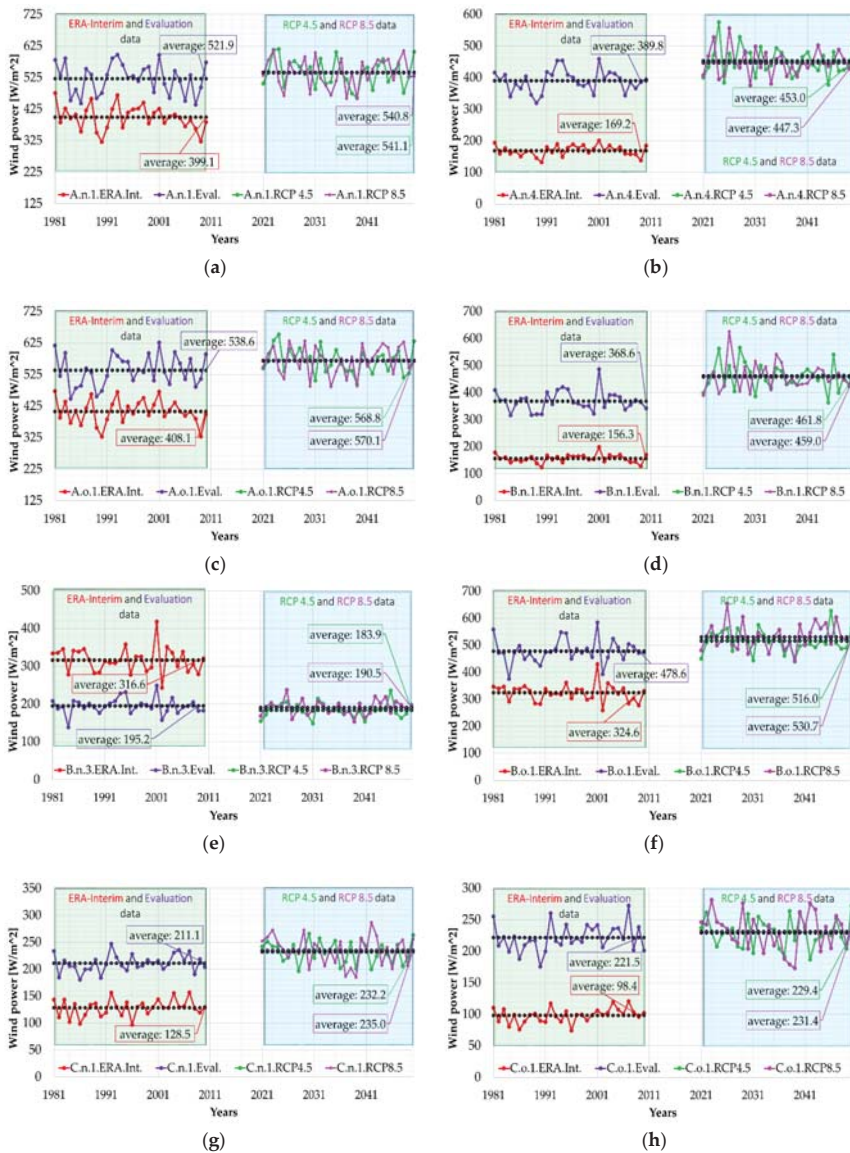 Wind power [W/m^2]
725
625
525
425
325
225
125
ERA-Interim and Evaluation
data
average: 521.9
average: 399.1
RCP 4.5 and RCP 8.5 data
average: 540.8
average: 541.1
A.n.1.ERA.Int. A.n.1.Eval. A.n.1.RCP 4.5 A.n.1.RCP 8.5
1981 1991 2001 2011 2021 2031 2041
Years
(a)
Wind power [W/m^2]
600
500
400
300
200
100
0
ERA-Interim and Evaluation
data
average: 389.8
average: 169.2
average: 453.0
average: 447.3
RCP 4.5 and RCP 8.5 data
A.n.4.ERA.Int. A.n.4.Eval. A.n.4.RCP 4.5 A.n.4.RCP 8.5
1981 1991 2001 2011 2021 2031 2041
Years
(b)
Wind power [W/m^2]
725
625
525
425
325
225
125
ERA-Interim and Evaluation
data
average: 538.6
average: 408.1
RCP 4.5 and RCP 8.5 data
average: 568.8
average: 570.1
A.o.1.ERA.Int. A.o.1.Eval. A.o.1.RCP4.5 A.o.1.RCP8.5
1981 1991 2001 2011 2021 2031 2041
Years
(c)
Wind power [W/m^2]
700
600
500
400
300
200
100
0
ERA-Interim and Evaluation
data
average: 368.6
average: 156.3
RCP 4.5 and RCP 8.5 data
average: 461.8
average: 459.0
B.n.1.ERA.Int. B.n.1.Eval. B.n.1.RCP 4.5 B.n.1.RCP 8.5
1981 1991 2001 2011 2021 2031 2041
Years
(d)
Wind power [W/m^2]
500
400
300
200
100
0
ERA-Interim and Evaluation
data
average: 316.6
average: 195.2
RCP 4.5 and RCP 8.5 data
average: 183.9
average: 190.5
B.n.3.ERA.Int. B.n.3.Eval. B.n.3.RCP 4.5 B.n.3.RCP 8.5
1981 1991 2001 2011 2021 2031 2041
Years
(e)
Wind power [W/m^2]
700
600
500
400
300
200
100
0
ERA-Interim and Evaluation
data
average: 478.6
average: 324.6
RCP 4.5 and RCP 8.5 data
average: 516.0
average: 530.7
B.o.1.ERA.Int. B.o.1.Eval. B.o.1.RCP4.5 B.o.1.RCP8.5
1981 1991 2001 2011 2021 2031 2041
Years
(f)
Wind power [W/m^2]
350
300
250
200
150
100
50
0
ERA-Interim and Evaluation
data
average: 211.1
average: 128.5
RCP 4.5 and RCP 8.5 data
average: 232.2
average: 235.0
C.n.1.ERA.Int. C.n.1.Eval. C.n.1.RCP4.5 C.n.1.RCP 8.5
1981 1991 2001 2011 2021 2031 2041
Years
(g)
Wind power [W/m^2]
300
250
200
150
100
50
0
ERA-Interim and Evaluation
data
average: 221.5
average: 98.4
RCP 4.5 and RCP 8.5 data
average: 229.4
average: 231.4
C.o.1.ERA.Int. C.o.1.Eval. C.o.1.RCP4.5 C.o.1.RCP8.5
1981 1991 2001 2011 2021 2031 2041
Years
(h)